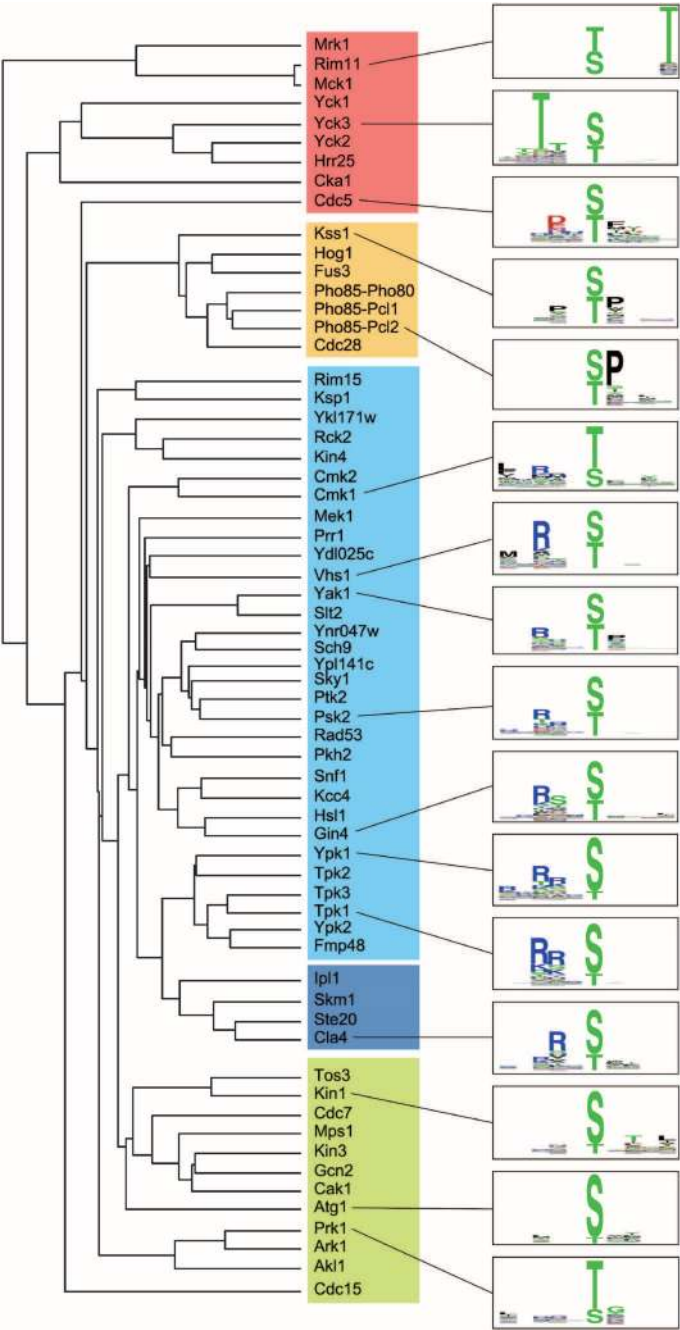 Mrk1
Rim11
Mck1
Yck1
Yck3
Yck2
Hrr25
Cka1
Cdc5
Kss1
Hog1
Fus3
Pho85-Pho80
Pho85-Pcl1
Pho85-Pcl2
Cdc28
Rim15
Ksp1
Ykl171w
Rck2
Kin4
Cmk2
Cmk1
Mek1
Prr1
Ydl025c
Vhs1
Yak1
Slt2
Ynr047w
Sch9
Ypl141c
Sky1
Ptk2
Psk2
Rad53
Pkh2
Snf1
Kcc4
Hsl1
Gin4
Ypk1
Tpk2
Tpk3
Tpk1
Ypk2
Fmp48
Ipl1
Skm1
Ste20
Cla4
Tos3
Kin1
Cdc7
Mps1
Kin3
Gcn2
Cak1
Atg1
Prk1
Ark1
Akl1
Cdc15
T T
S
T S
T
S
T
S
T P
S P
T
T
S
R S
T
R S
T
R S
T
R S S
T
R R S
T
R R S
T
R S
T
S
T
S
T
T
S G